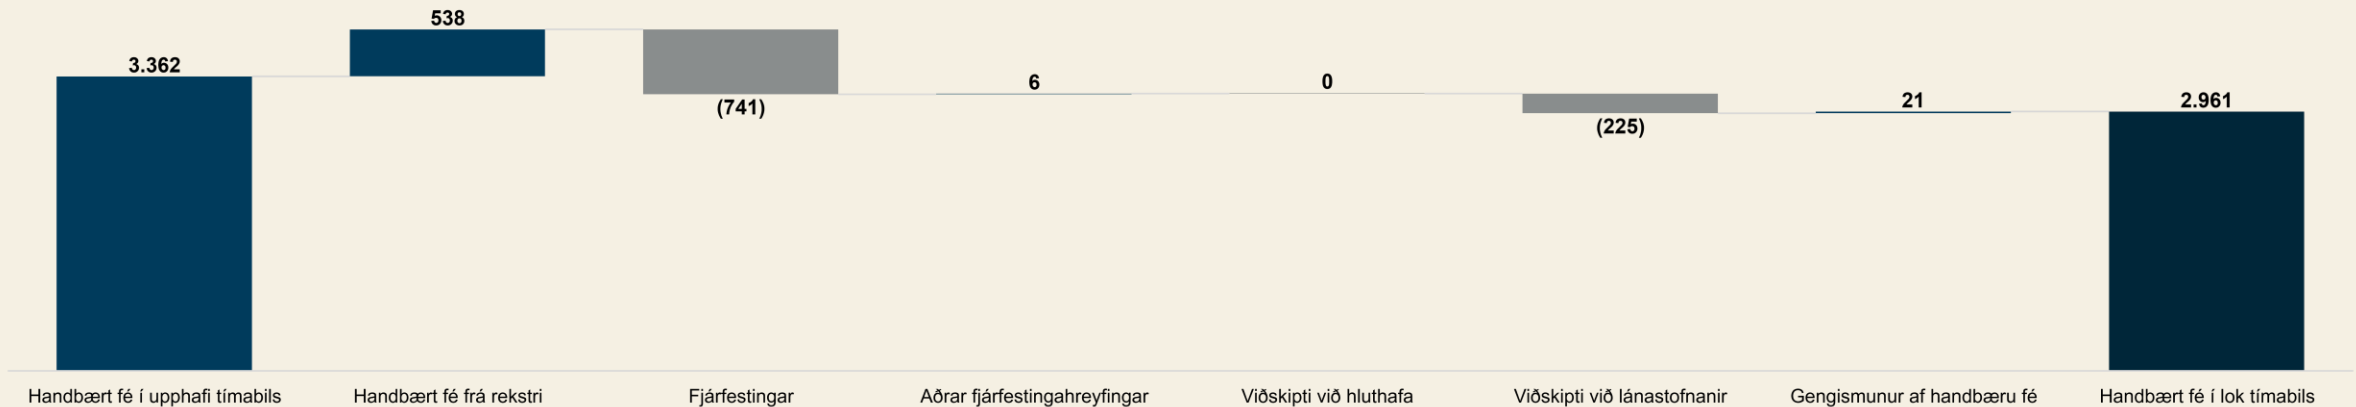 538
3.362
6
0
(741)
21
2.961
(225)
Handbært fé í upphafi tímabils
Handbært fé frá rekstri
Fjárfestingar
Aðrar fjárfestingahreyfingar
Viðskipti við hluthafa
Viðskipti við lánastofnanir
Gengismunur af handbæru fé
Handbært fé í lok tímabils